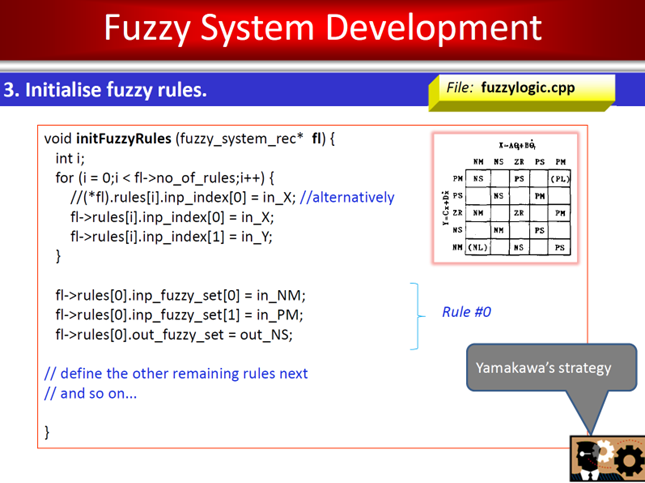 Fuzzy System Development
3. Initialise fuzzy rules.
File: fuzzylogic.cpp
void initFuzzyRules (fuzzy_system_rec* fl) {
int i;
for (i = 0;i < fl->no_of_rules;i++) {
//(*fl).rules[i].inp_index[0] = in_X; //alternatively
fl->rules[i].inp_index[0] = in_X;
fl->rules[i].inp_index[1] = in_Y;
}
fl->rules[0].inp_fuzzy_set[0] = in_NM;
fl->rules[0].inp_fuzzy_set[1] = in_PM;
fl->rules[0].out_fuzzy_set = out_NS;
// define the other remaining rules next
// and so on...
}
X=Aθ+Bθ̇
NM NS ZR PS PM
Y=Cx+Dẋ
PM NS PS (PL)
PS NS PM
ZR NM ZR PM
NS NM PS
NM (NL) NS PS
Rule #0
Yamakawa's strategy